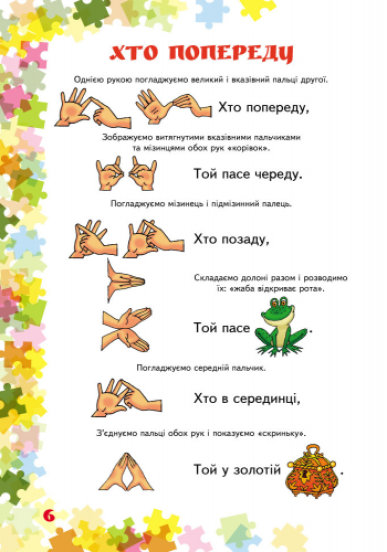 ХТО ПОПЕРЕДУ
Однією рукою погладжуємо великий і вказівний пальці другої.
Хто попереду,
Зображуємо витягнутими вказівними пальчиками
та мізинцями обох рук «корівок».
Той пасе череду.
Погладжуємо мізинець і підмізинний палець.
Хто позаду,
Складаємо долоні разом і розводимо
їх: «жаба відкриває рота».
Той пасе .
Погладжуємо середній пальчик.
Хто в серединці,
З'єднуємо пальці обох рук і показуємо «скриньку».
Той у золотій .
6